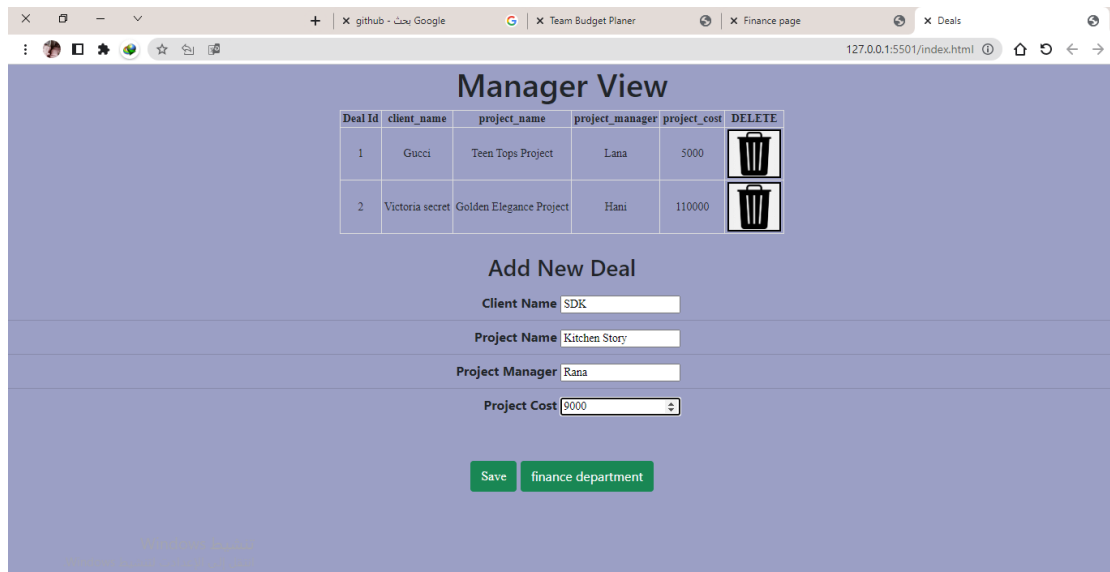 github - بحث Google
Team Budget Planer
Finance page
Deals
127.0.0.1:5501/index.html
Manager View
Deal Id client_name project_name project_manager project_cost DELETE
1 Gucci Teen Tops Project Lana 5000
2 Victoria secret Golden Elegance Project Hani 110000
Add New Deal
Client Name SDK
Project Name Kitchen Story
Project Manager Rana
Project Cost 9000
Save finance department